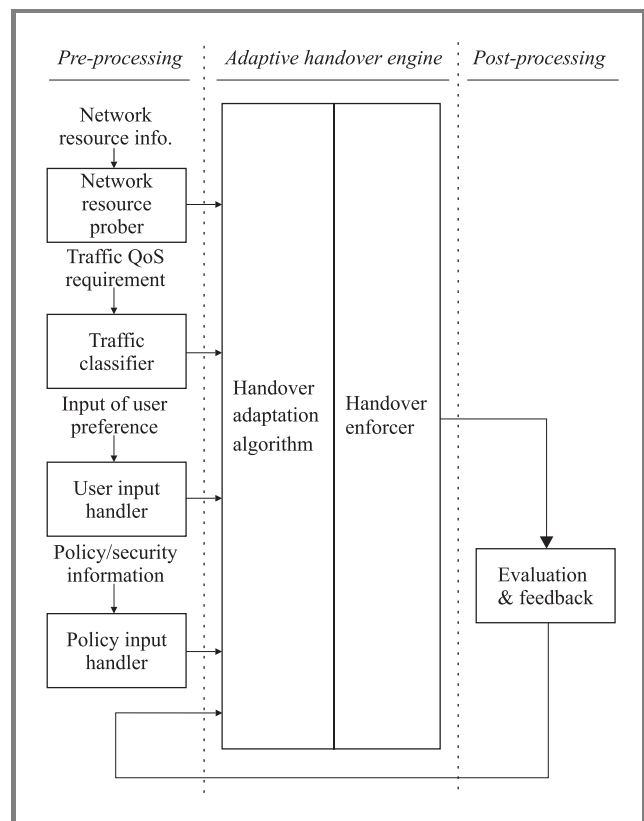 Pre-processing
Adaptive handover engine
Post-processing
Network
resource info.
Network
resource
prober
Traffic QoS
requirement
Traffic
classifier
Input of user
preference
User input
handler
Policy/security
information
Policy input
handler
Handover
adaptation
algorithm
Handover
enforcer
Evaluation
& feedback